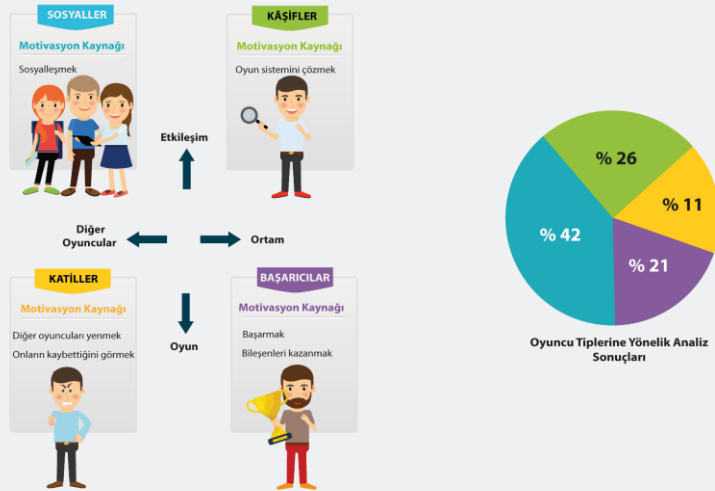 SOSYALLER
Motivasyon Kaynağı
Sosyalleşmek
KÂŞİFLER
Motivasyon Kaynağı
Oyun sistemini çözmek
Etkileşim
Diğer
Oyuncular
Ortam
Oyun
KATİLLER
Motivasyon Kaynağı
Diğer oyuncuları yenmek
Onların kaybettiğini görmek
BAŞARICILAR
Motivasyon Kaynağı
Başarmak
Bileşenleri kazanmak
% 26
% 11
% 42
% 21
Oyuncu Tiplerine Yönelik Analiz
Sonuçları